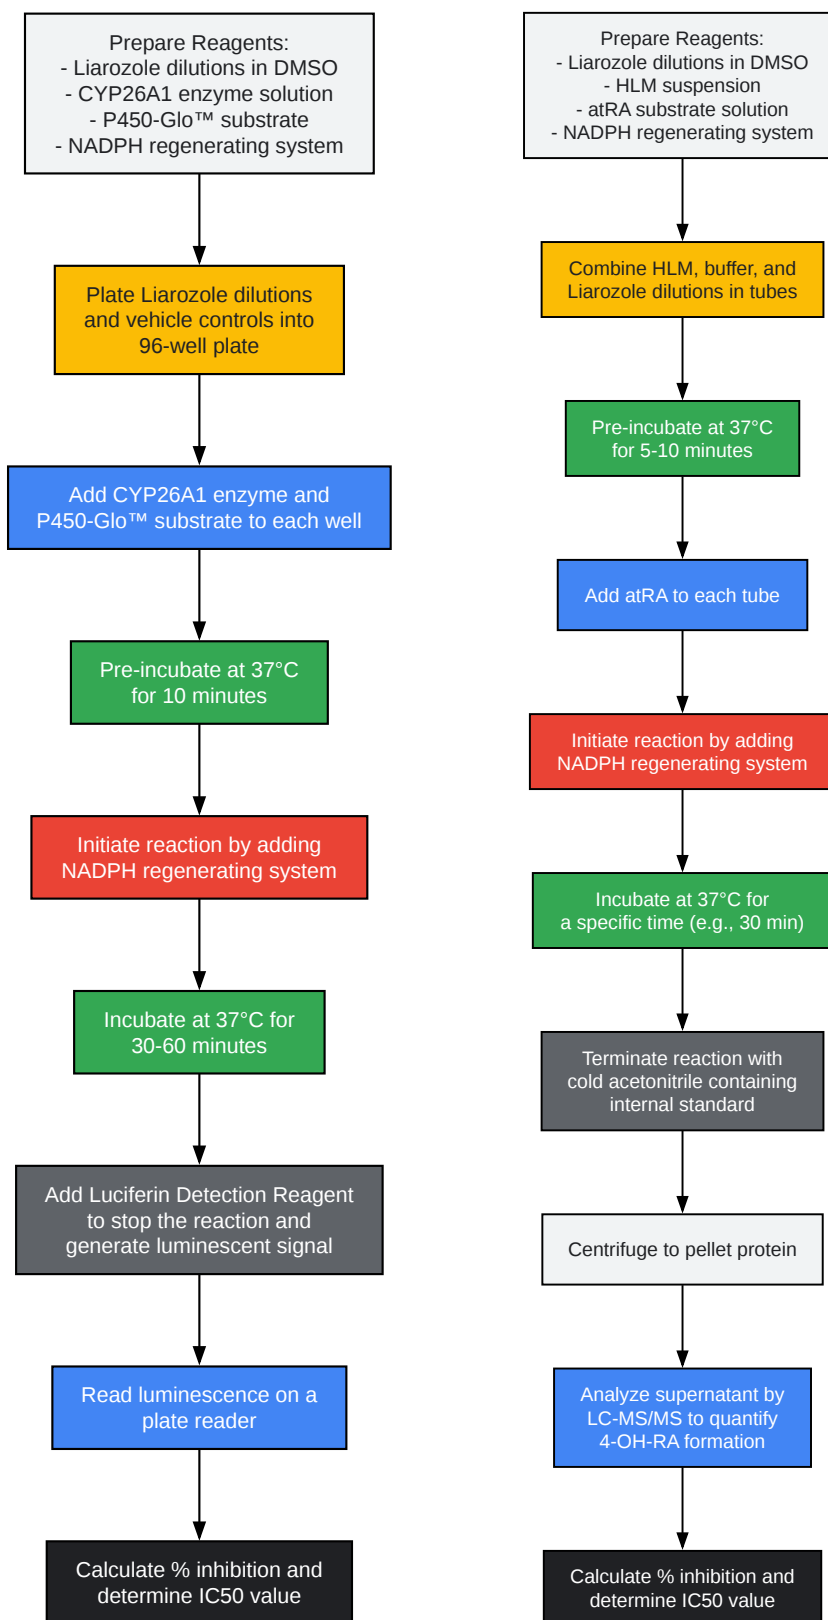 Prepare Reagents:
- Liarozole dilutions in DMSO
- CYP26A1 enzyme solution
- P450-Glo™ substrate
- NADPH regenerating system
Plate Liarozole dilutions
and vehicle controls into
96-well plate
Add CYP26A1 enzyme and
P450-Glo™ substrate to each well
Pre-incubate at 37°C
for 10 minutes
Initiate reaction by adding
NADPH regenerating system
Incubate at 37°C for
30-60 minutes
Add Luciferin Detection Reagent
to stop the reaction and
generate luminescent signal
Read luminescence on a
plate reader
Calculate % inhibition and
determine IC50 value
Prepare Reagents:
- Liarozole dilutions in DMSO
- HLM suspension
- atRA substrate solution
- NADPH regenerating system
Combine HLM, buffer, and
Liarozole dilutions in tubes
Pre-incubate at 37°C
for 5-10 minutes
Add atRA to each tube
Initiate reaction by adding
NADPH regenerating system
Incubate at 37°C for
a specific time (e.g., 30 min)
Terminate reaction with
cold acetonitrile containing
internal standard
Centrifuge to pellet protein
Analyze supernatant by
LC-MS/MS to quantify
4-OH-RA formation
Calculate % inhibition and
determine IC50 value